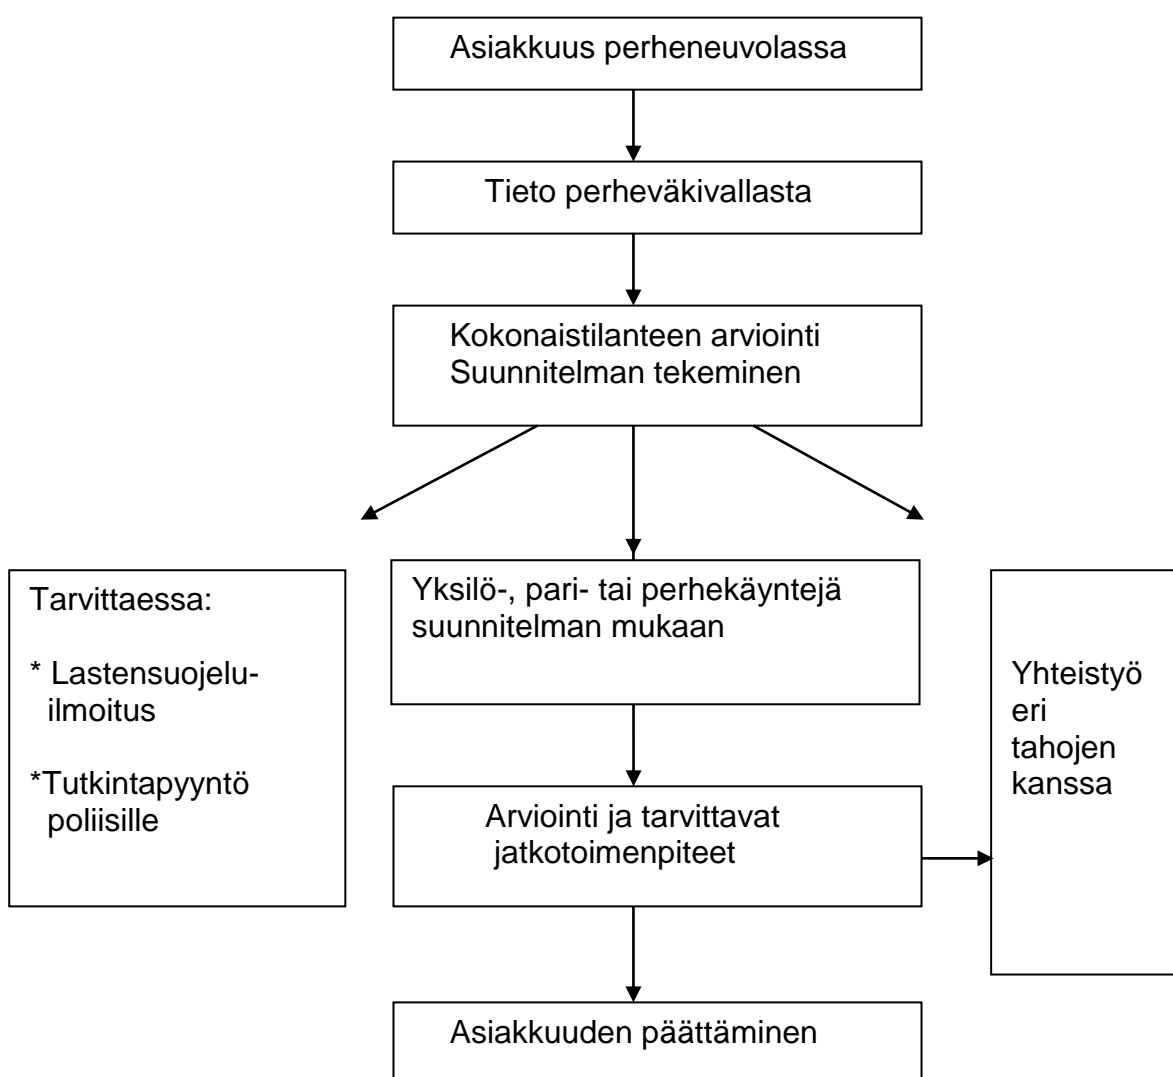 Asiakkuus perheneuvolassa
Tieto perheväkivallasta
Kokonaistilanteen arviointi
Suunnitelman tekeminen
Tarvittaessa:
* Lastensuojelu-
ilmoitus
*Tutkintapyyntö
poliisille
Yksilö-, pari- tai perhekäyntejä
suunnitelman mukaan
Yhteistyö
eri
tahojen
kanssa
Arviointi ja tarvittavat
jatkotoimenpiteet
Asiakkuuden päättäminen